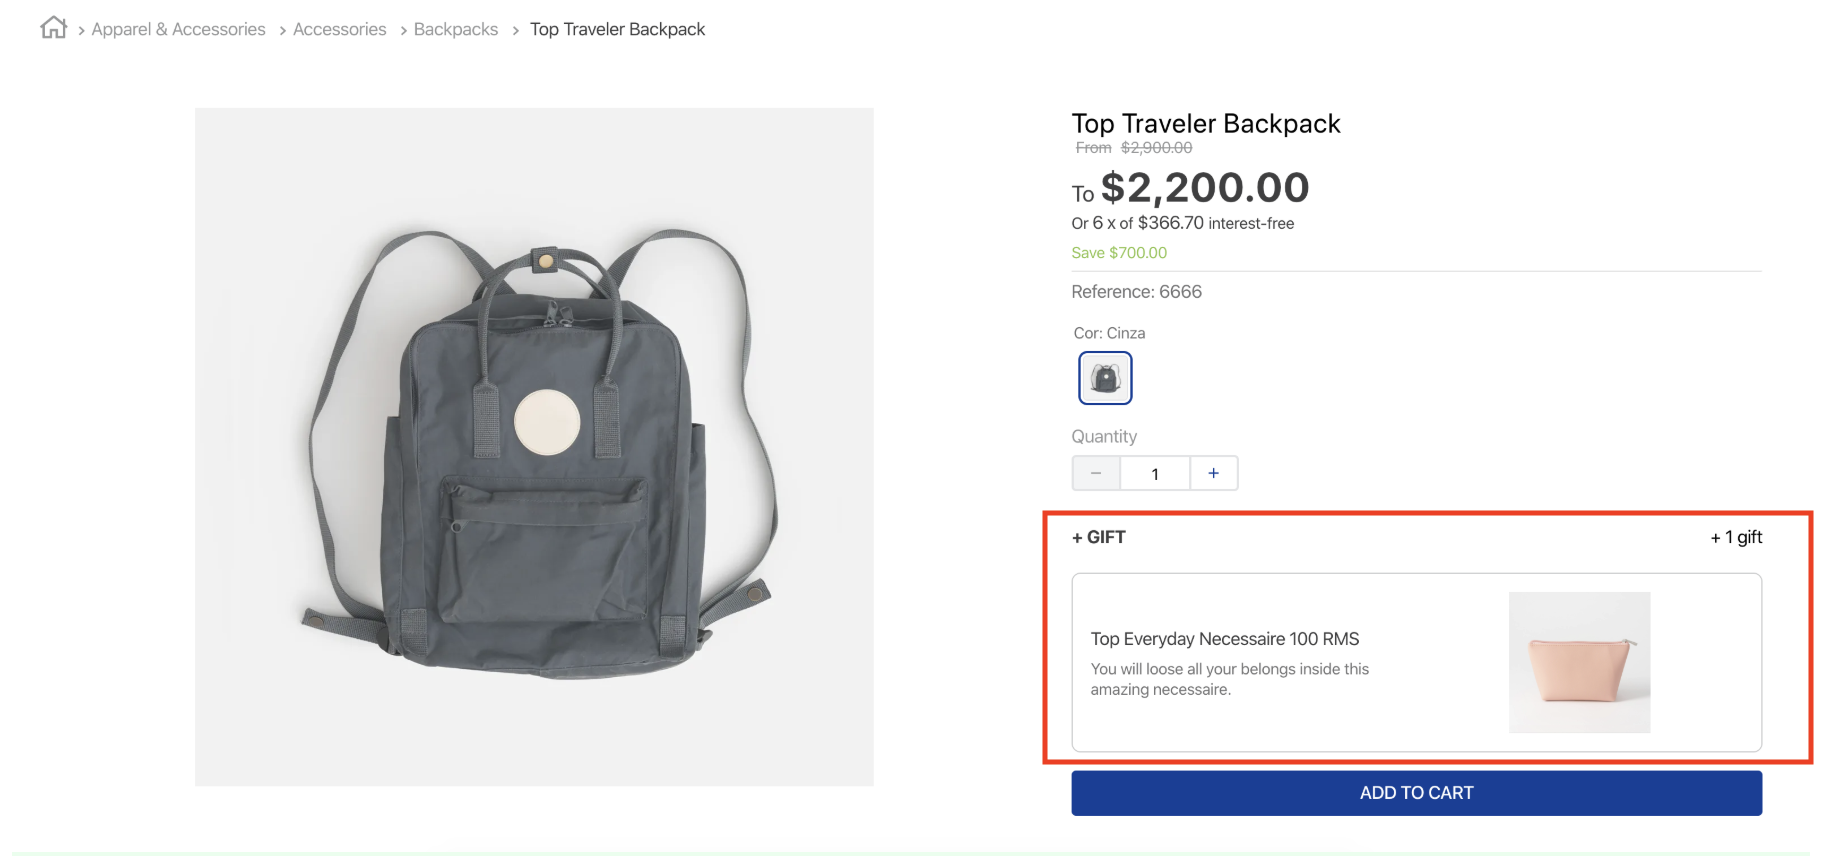 Apparel & Accessories > Accessories > Backpacks > Top Traveler Backpack
Top Traveler Backpack
From $2,900.00
To $2,200.00
Or 6 x of $366.70 interest-free
Save $700.00
Reference: 6666
Cor: Cinza
Quantity
− 1 +
+ GIFT + 1 gift
Top Everyday Necessaire 100 RMS
You will loose all your belongs inside this
amazing necessaire.
ADD TO CART